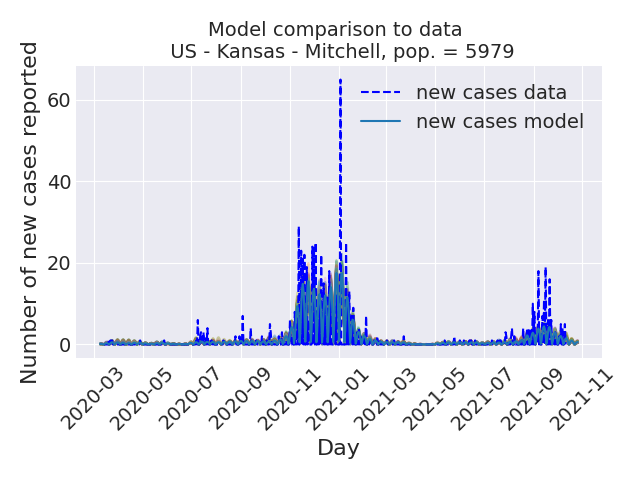 Model comparison to data
US - Kansas - Mitchell, pop. = 5979
Number of new cases reported
60
40
20
0
new cases data
new cases model
2020-03
2020-05
2020-07
2020-09
2020-11
2021-01
2021-03
2021-05
2021-07
2021-09
2021-11
Day